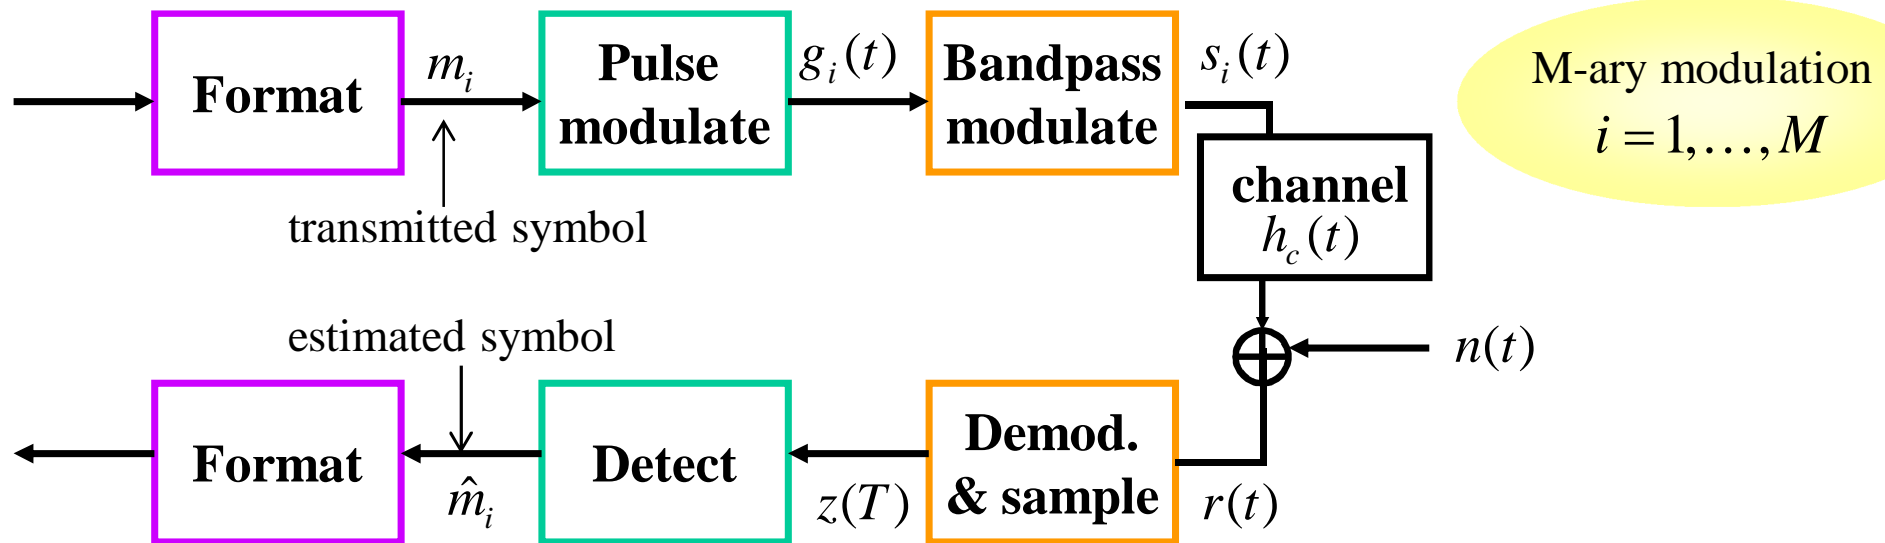 Format
m_i
Pulse
modulate
g_i(t)
Bandpass
modulate
s_i(t)
M-ary modulation
i = 1,…,M
transmitted symbol
channel
h_c(t)
estimated symbol
n(t)
Format
m̂_i
Detect
z(T)
Demod.
& sample
r(t)